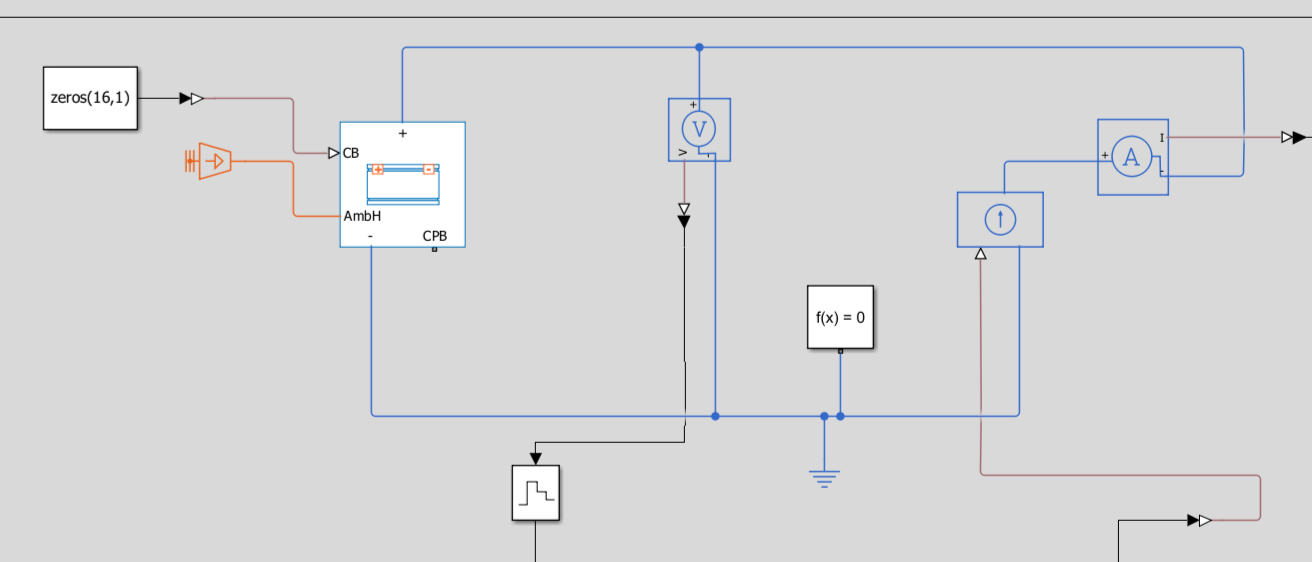 zeros(16,1)
+
CB
+ -
AmbH
-
CPB
+
V
V
-
f(x) = 0
I
+
A
-